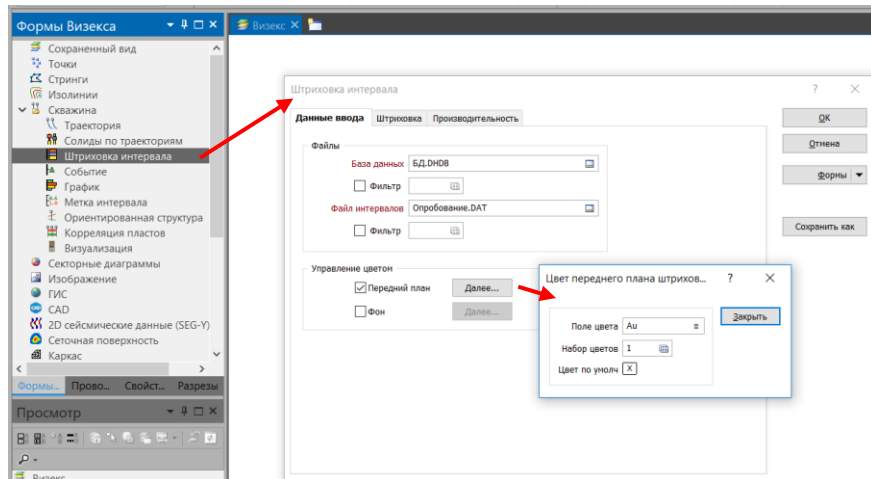 Формы Визекса
Визекс
Сохраненный вид
Точки
Стринги
Изолинии
Скважина
Траектория
Солиды по траекториям
Штриховка интервала
Событие
График
Метка интервала
Ориентированная структура
Корреляция пластов
Визуализация
Секторные диаграммы
Изображение
ГИС
CAD
2D сейсмические данные (SEG-Y)
Сеточная поверхность
Каркас
Формы... Прово... Свойст... Разрезы
Просмотр
Визекс
Штриховка интервала ?
Данные ввода Штриховка Производительность
Файлы
База данных БД.DHDB
Фильтр
Файл интервалов Опробование.DAT
Фильтр
Управление цветом
Передний план Далее...
Фон Далее...
OK
Отмена
Формы
Сохранить как
Цвет переднего плана штрихов... ?
Поле цвета Au
Набор цветов 1
Цвет по умолч X
Закрыть